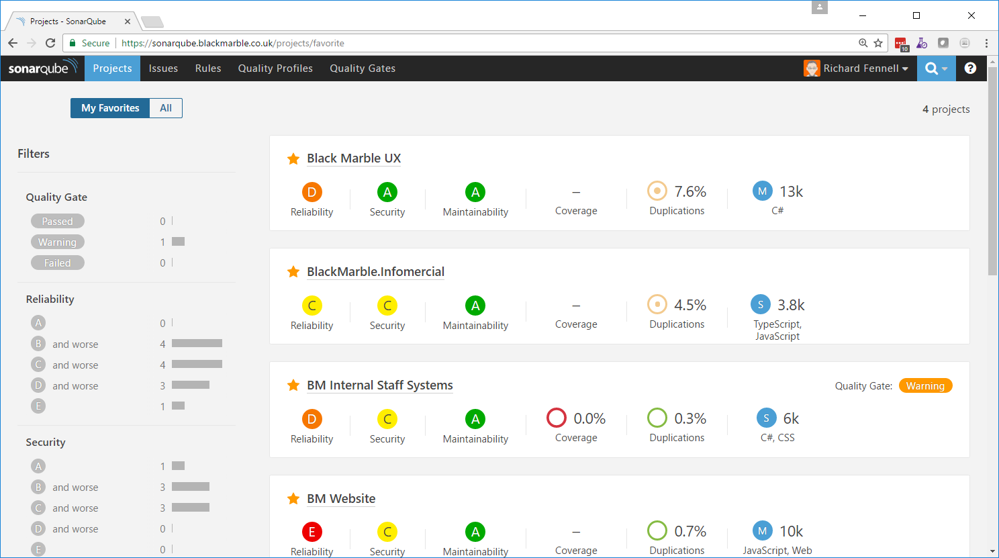 Projects - SonarQube
Secure https://sonarqube.blackmarble.co.uk/projects/favorite
10
sonarqube Projects Issues Rules Quality Profiles Quality Gates Richard Fennell ?
My Favorites All
4 projects
Filters
Quality Gate
Passed 0
Warning 1
Failed 0
Reliability
A 0
B and worse 4
C and worse 4
D and worse 3
E 1
Security
A 1
B and worse 3
C and worse 3
D and worse 0
E 0
Black Marble UX
D A A – 7.6% M 13k
Reliability Security Maintainability Coverage Duplications C#
BlackMarble.Infomercial
C C A – 4.5% S 3.8k
Reliability Security Maintainability Coverage Duplications TypeScript,
JavaScript
BM Internal Staff Systems Quality Gate: Warning
D C A 0.0% 0.3% S 6k
Reliability Security Maintainability Coverage Duplications C#, CSS
BM Website
E C A – 0.7% M 10k
Reliability Security Maintainability Coverage Duplications JavaScript, Web